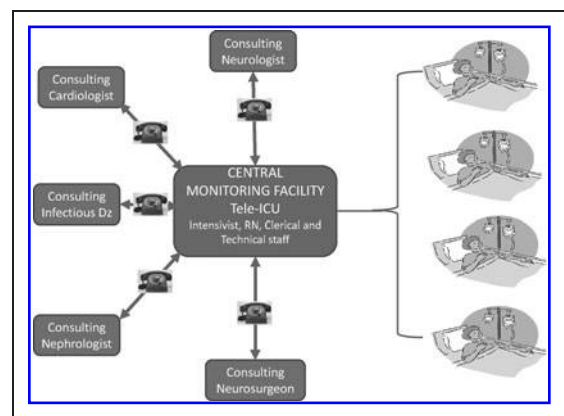 Consulting
Neurologist
Consulting
Cardiologist
CENTRAL
MONITORING FACILITY
Tele-ICU
Intensivist, RN, Clerical and
Technical staff
Consulting
Infectious Dz
Consulting
Nephrologist
Consulting
Neurosurgeon